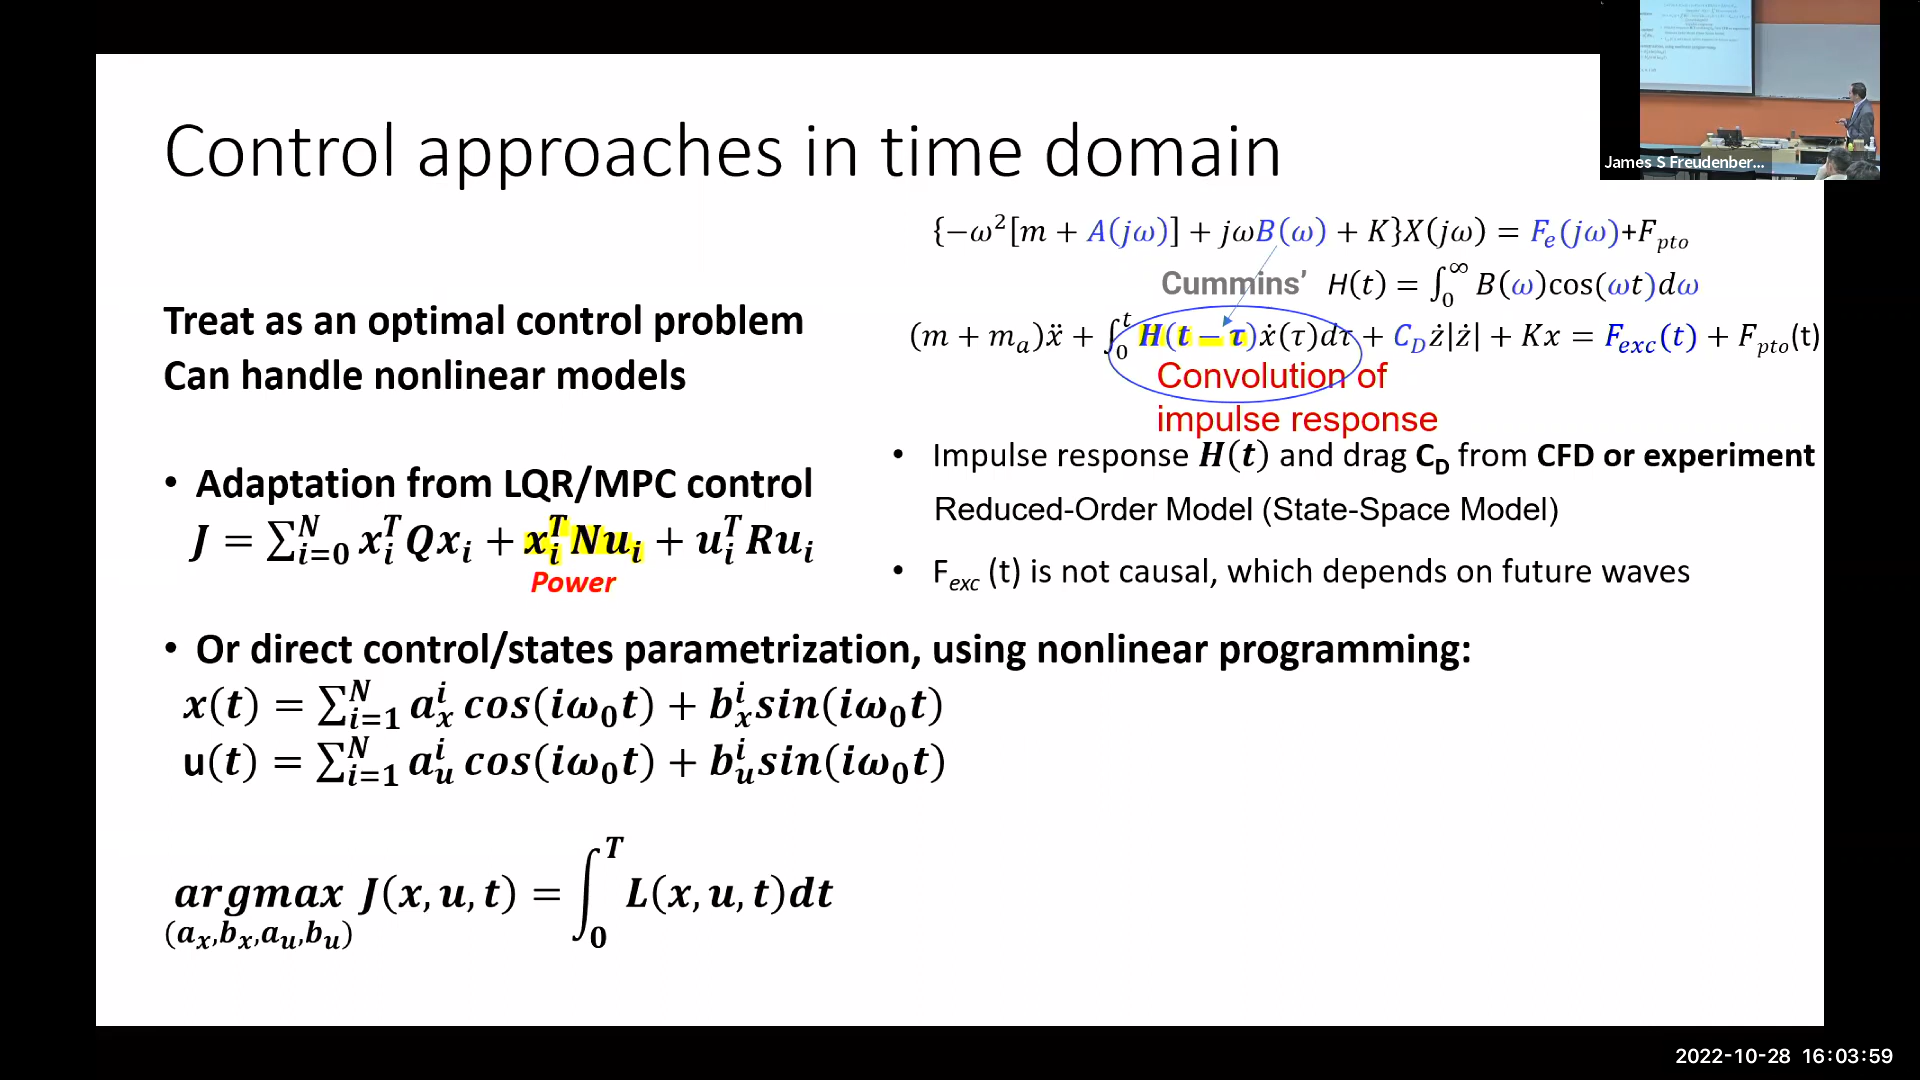 Control approaches in time domain
James S Freudenber...
{−ω²[m + A(jω)] + jωB(ω) + K}X(jω) = F_e(jω)+F_pto
Cummins’ H(t) = ∫₀^∞ B(ω)cos(ωt)dω
(m + m_a)ẍ + ∫₀^t H(t − τ)ẋ(τ)dτ + C_D ż|ż| + Kx = F_exc(t) + F_pto(t)
Convolution of
impulse response
Treat as an optimal control problem
Can handle nonlinear models
• Adaptation from LQR/MPC control
J = ∑_{i=0}^N x_i^T Qx_i + x_i^T Nu_i + u_i^T Ru_i
Power
• Impulse response H(t) and drag C_D from CFD or experiment
Reduced-Order Model (State-Space Model)
• F_exc (t) is not causal, which depends on future waves
• Or direct control/states parametrization, using nonlinear programming:
x(t) = ∑_{i=1}^N a_x^i cos(iω₀t) + b_x^i sin(iω₀t)
u(t) = ∑_{i=1}^N a_u^i cos(iω₀t) + b_u^i sin(iω₀t)
argmax J(x, u, t) = ∫₀^T L(x, u, t)dt
(a_x,b_x,a_u,b_u)
2022-10-28 16:03:59